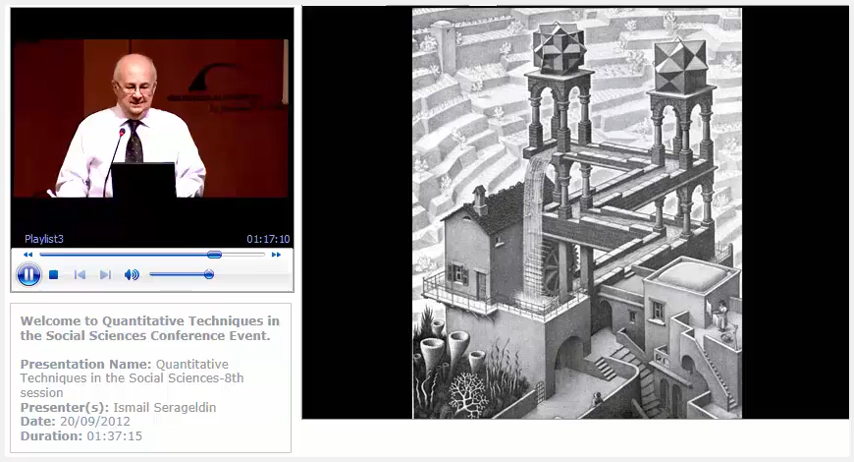 Playlist3 01:17:10
Welcome to Quantitative Techniques in
the Social Sciences Conference Event.
Presentation Name: Quantitative
Techniques in the Social Sciences-8th
session
Presenter(s): Ismail Serageldin
Date: 20/09/2012
Duration: 01:37:15